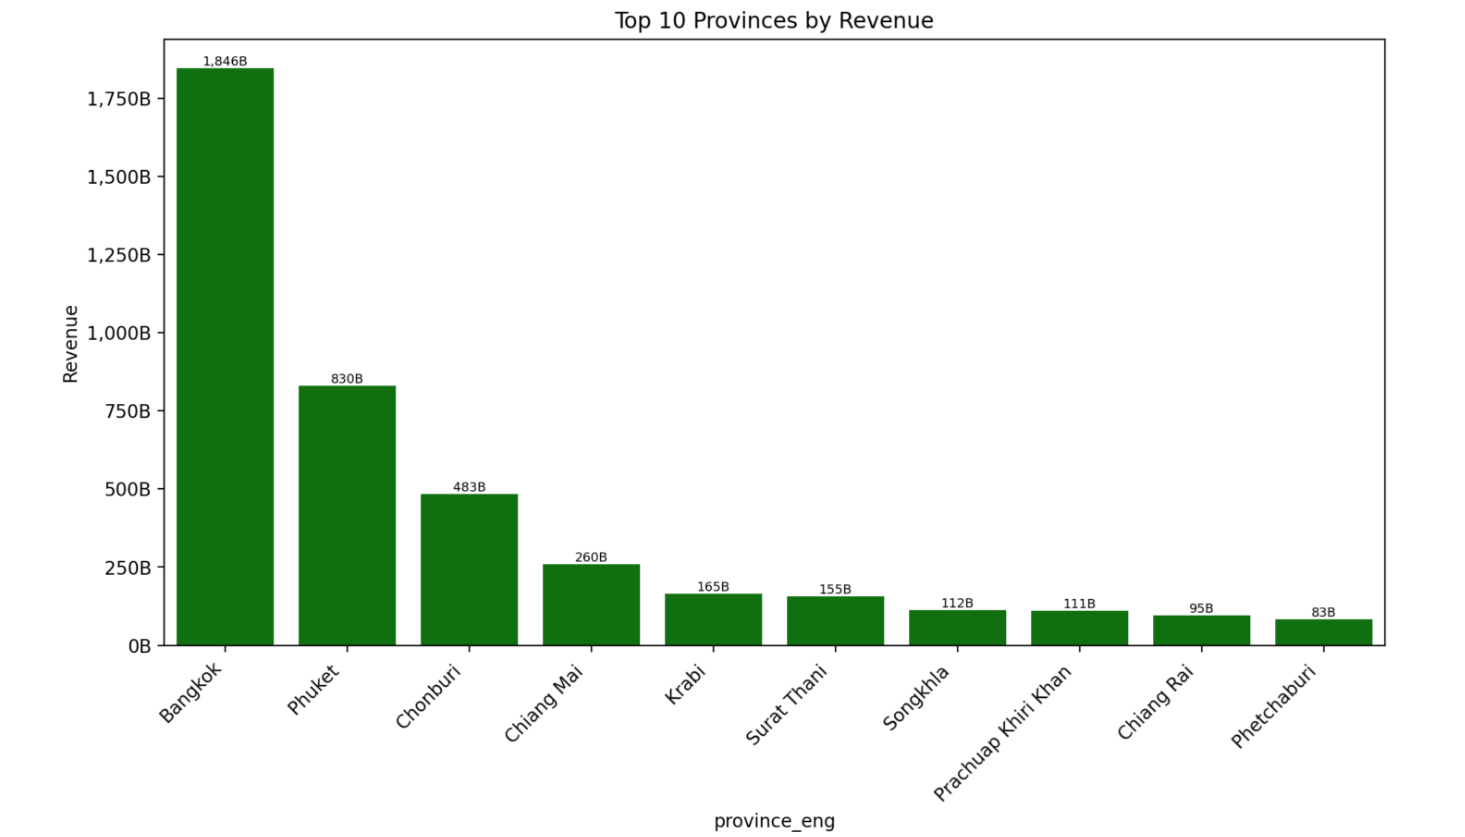 Top 10 Provinces by Revenue
1,846B
1,750B
1,500B
1,250B
1,000B
Revenue
830B
750B
500B
483B
250B
260B
165B
155B
112B
111B
95B
83B
0B
Bangkok
Phuket
Chonburi
Chiang Mai
Krabi
Surat Thani
Songkhla
Prachuap Khiri Khan
Chiang Rai
Phetchaburi
province_eng